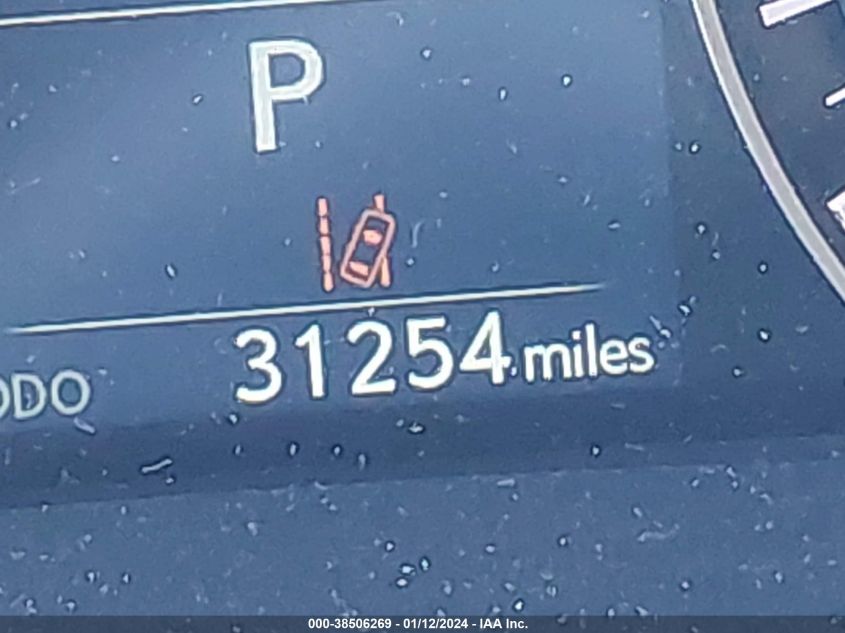 P
31254 miles
ODO
000-38506269 - 01/12/2024 - IAA Inc.